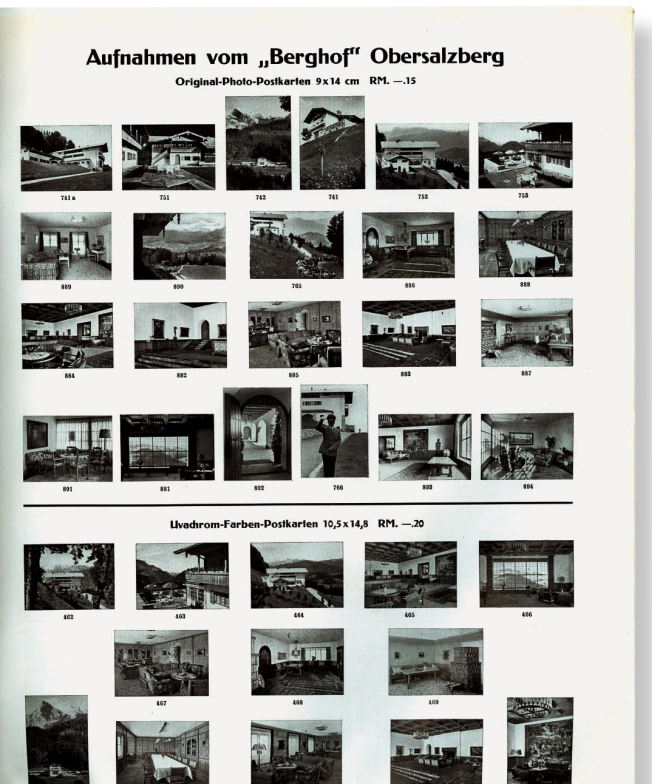 Aufnahmen vom „Berghof“ Obersalzberg
Original-Photo-Postkarten 9x14 cm RM. —.15
741 a 751 742 741 752 753
889 890 765 886 888
884 882 885 883 887
891 881 892 766 893 894
Uvachrom-Farben-Postkarten 10,5 x 14,8 RM. —.20
462 463 464 465 466
467 468 469